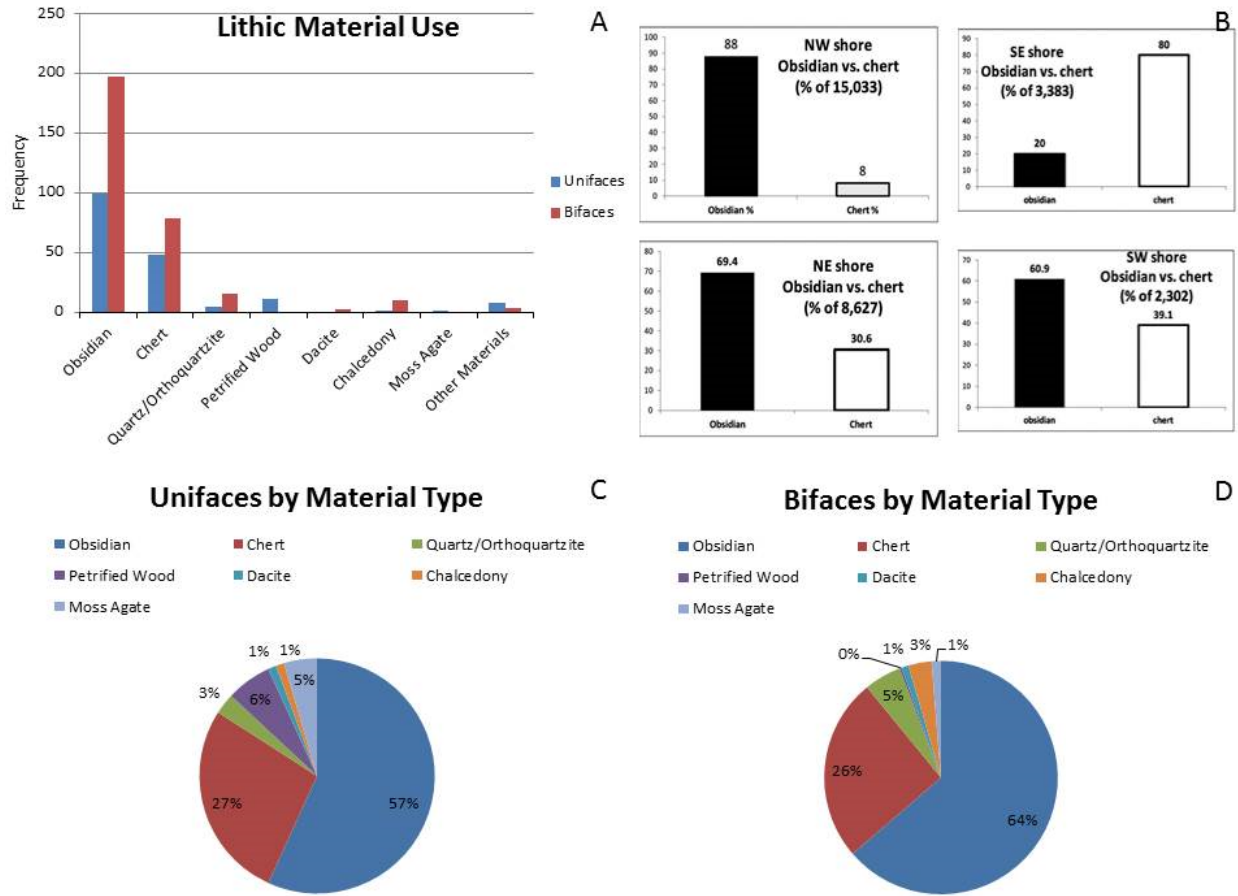 Lithic Material Use
A
250
200
150
100
50
0
Frequency
Obsidian
Chert
Quartz/Orthoquartzite
Petrified Wood
Dacite
Chalcedony
Moss Agate
Other Materials
Unifaces
Bifaces
B
NW shore
Obsidian vs. chert
(% of 15,033)
100
90
80
70
60
50
40
30
20
10
0
88
8
Obsidian %
Chert %
SE shore
Obsidian vs. chert
(% of 3,383)
90
80
70
60
50
40
30
20
10
0
20
80
obsidian
chert
NE shore
Obsidian vs. chert
(% of 8,627)
80
70
60
50
40
30
20
10
0
69.4
30.6
Obsidian
Chert
SW shore
Obsidian vs. chert
(% of 2,302)
70
60
50
40
30
20
10
0
60.9
39.1
obsidian
chert
Unifaces by Material Type
C
Obsidian
Chert
Quartz/Orthoquartzite
Petrified Wood
Dacite
Chalcedony
Moss Agate
1%
1%
3%
6%
5%
27%
57%
Bifaces by Material Type
D
Obsidian
Chert
Quartz/Orthoquartzite
Petrified Wood
Dacite
Chalcedony
Moss Agate
0%
1%
3%
1%
5%
26%
64%